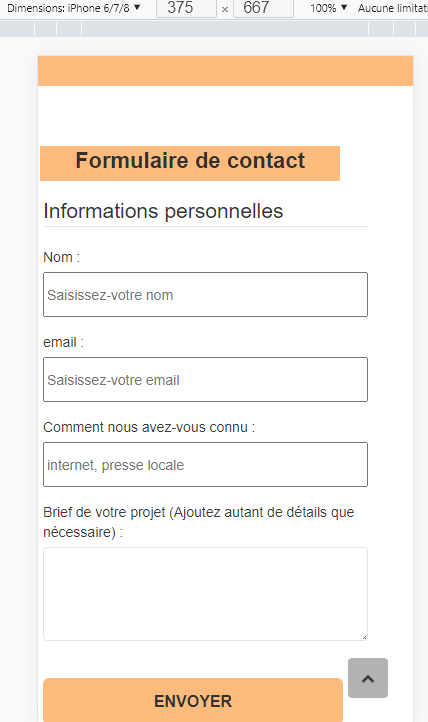 Dimensions: iPhone 6/7/8 ▼ 375 × 667 100% ▼ Aucune limitati
Formulaire de contact
Informations personnelles
Nom :
Saisissez-votre nom
email :
Saisissez-votre email
Comment nous avez-vous connu :
internet, presse locale
Brief de votre projet (Ajoutez autant de détails que
nécessaire) :
ENVOYER